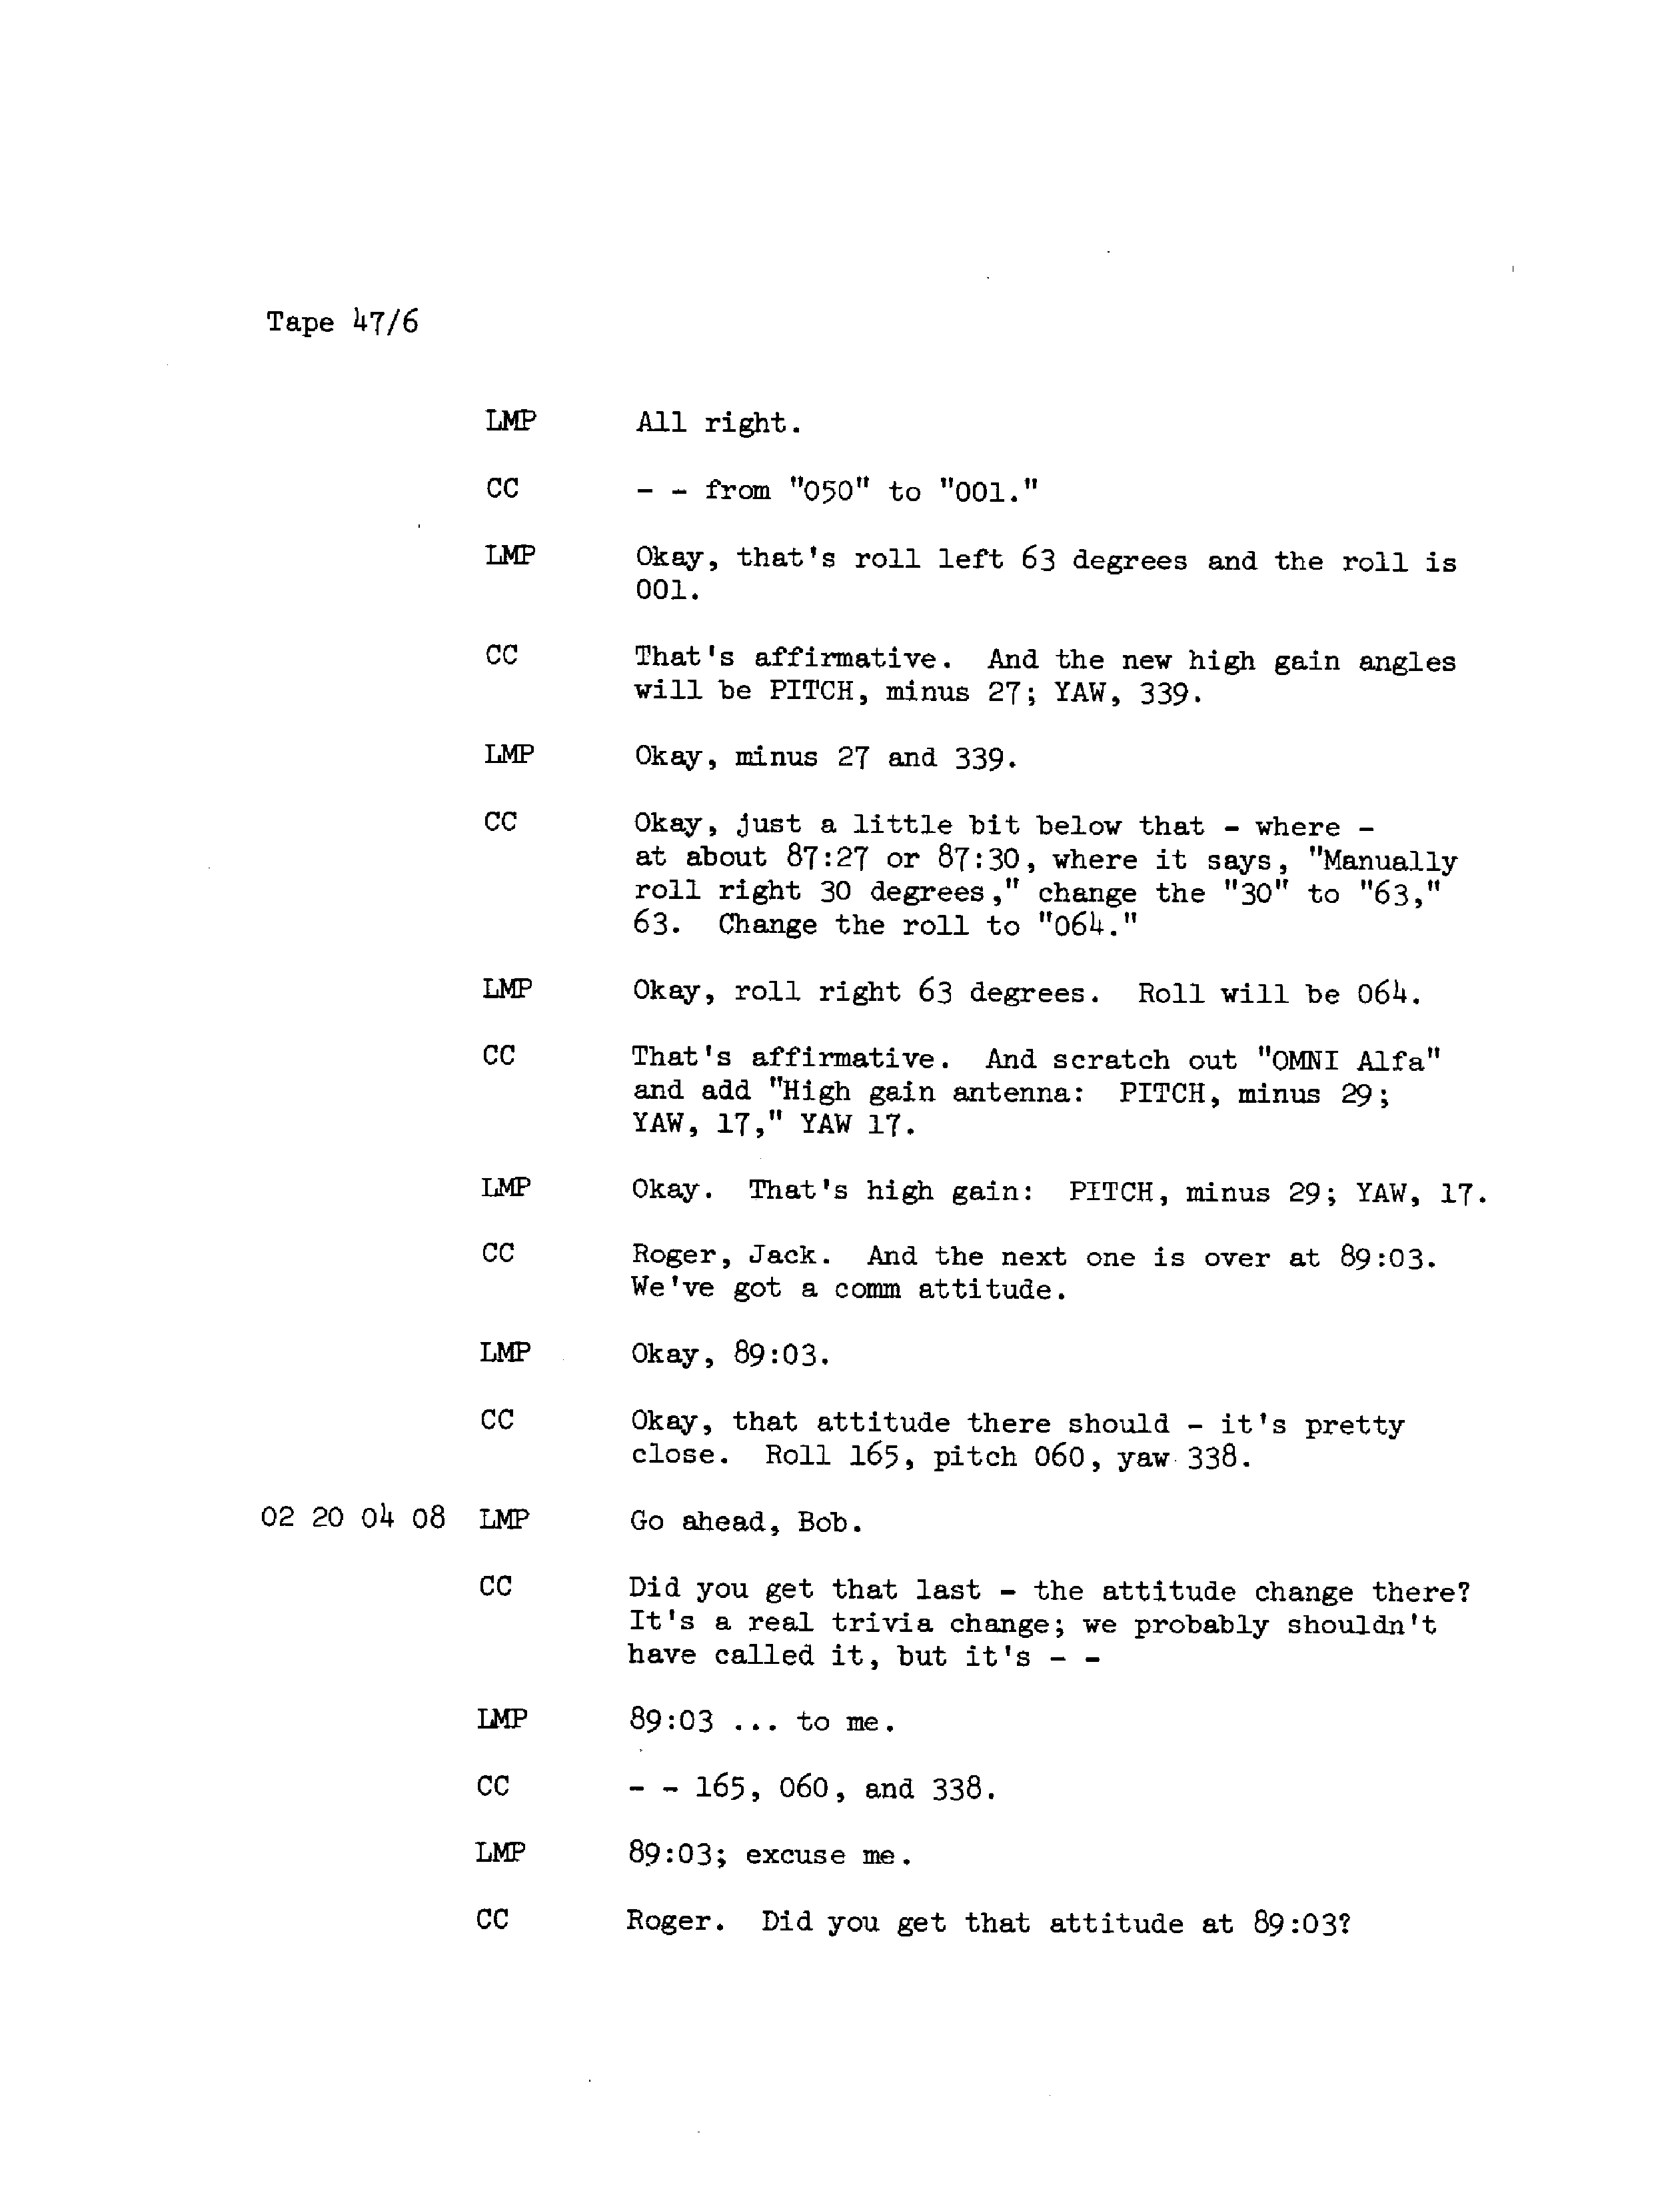 Tape 47/6
LMP All right.
CC - - from "050" to "001."
LMP Okay, that's roll left 63 degrees and the roll is
001.
CC That's affirmative. And the new high gain angles
will be PITCH, minus 27; YAW, 339.
LMP Okay, minus 27 and 339.
CC Okay, just a little bit below that - where -
at about 87:27 or 87:30, where it says, "Manually
roll right 30 degrees," change the "30" to "63,"
63. Change the roll to "064."
LMP Okay, roll right 63 degrees. Roll will be 064.
CC That's affirmative. And scratch out "OMNI Alfa"
and add "High gain antenna: PITCH, minus 29;
YAW, 17," YAW 17.
LMP Okay. That's high gain: PITCH, minus 29; YAW, 17.
CC Roger, Jack. And the next one is over at 89:03.
We've got a comm attitude.
LMP Okay, 89:03.
CC Okay, that attitude there should - it's pretty
close. Roll 165, pitch 060, yaw 338.
02 20 04 08 LMP Go ahead, Bob.
CC Did you get that last - the attitude change there?
It's a real trivia change; we probably shouldn't
have called it, but it's - -
LMP 89:03 ... to me.
CC - - 165, 060, and 338.
LMP 89:03; excuse me.
CC Roger. Did you get that attitude at 89:03?